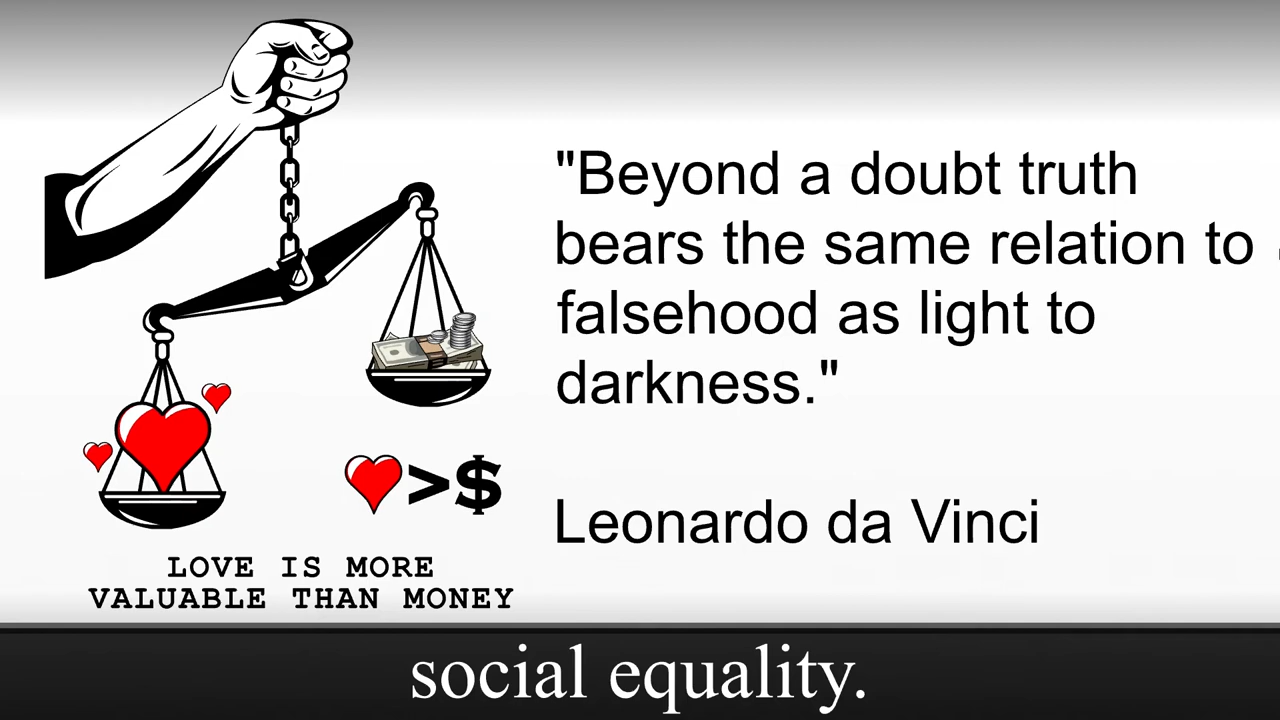 "Beyond a doubt truth
bears the same relation to
falsehood as light to
darkness."
Leonardo da Vinci
♥>$
LOVE IS MORE
VALUABLE THAN MONEY
social equality.